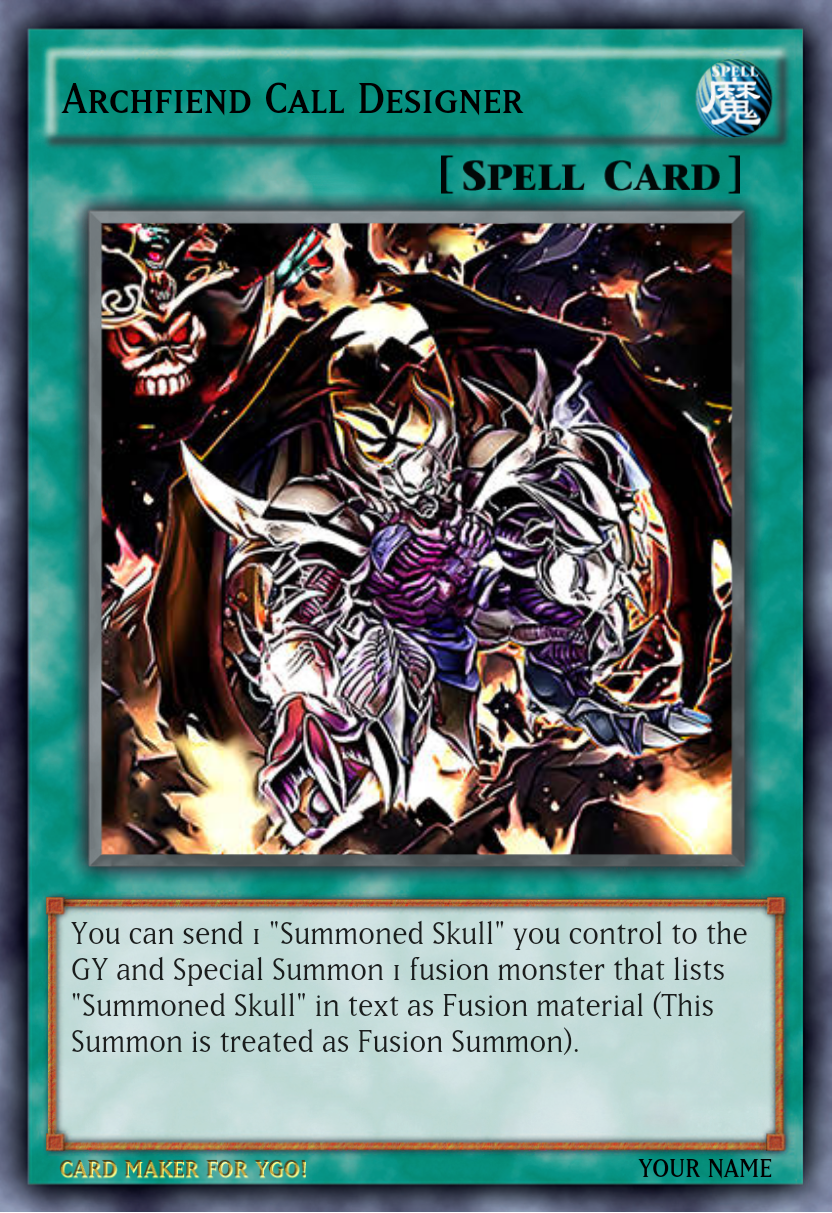 Archfiend Call Designer
SPELL
魔
[Spell Card]
You can send 1 "Summoned Skull" you control to the
GY and Special Summon 1 fusion monster that lists
"Summoned Skull" in text as Fusion material (This
Summon is treated as Fusion Summon).
CARD MAKER FOR YGO! YOUR NAME